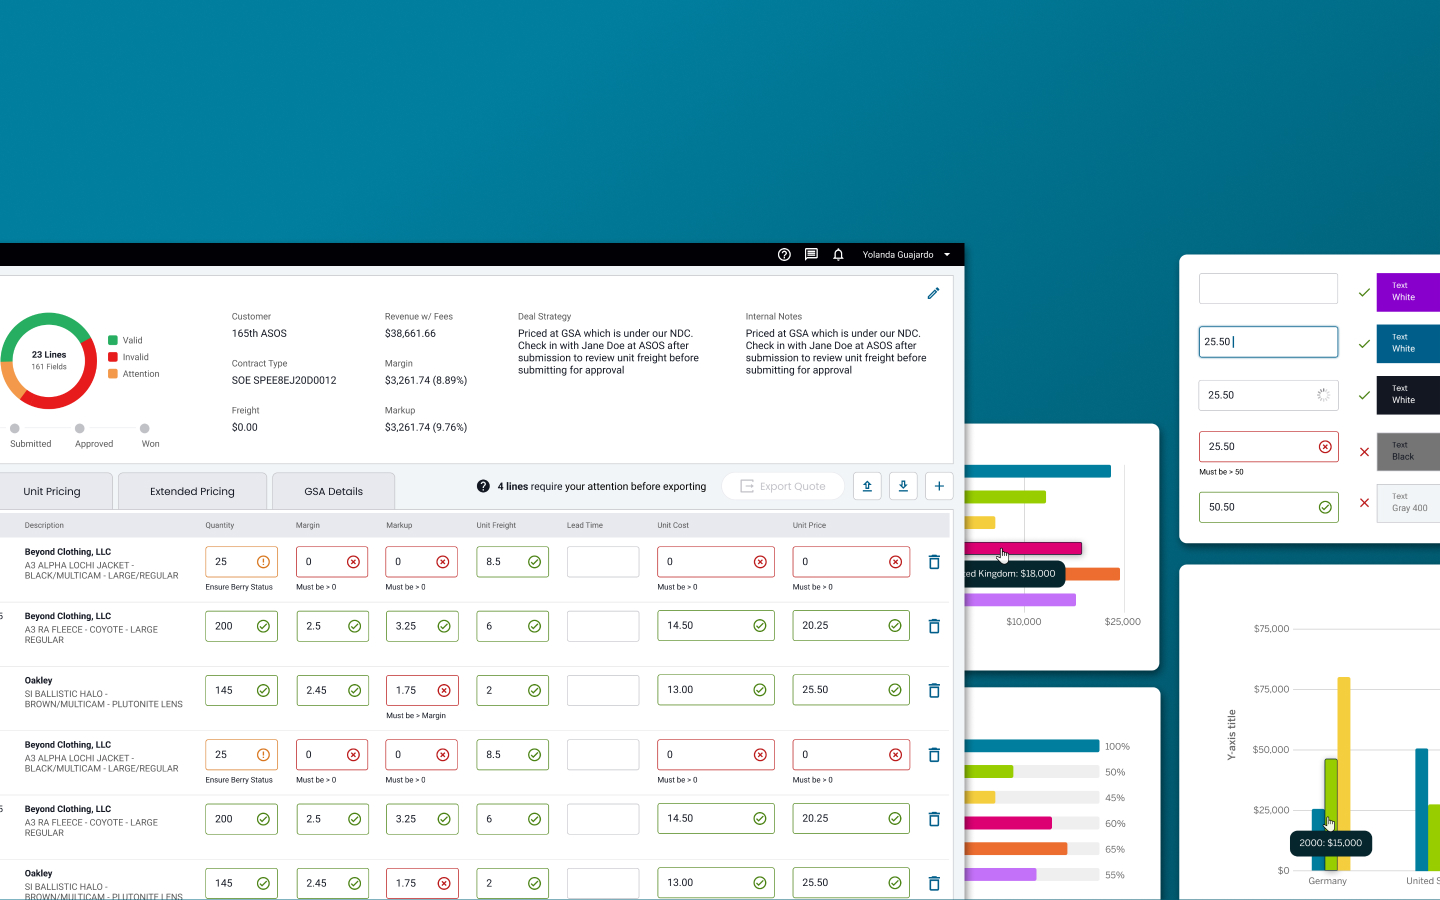 Yolanda Guajardo
23 Lines
161 Fields
Valid
Invalid
Attention
Submitted
Approved
Won
Customer
165th ASOS
Contract Type
SOE SPEE8EJ20D0012
Freight
$0.00
Revenue w/ Fees
$38,661.66
Margin
$3,261.74 (8.89%)
Markup
$3,261.74 (9.76%)
Deal Strategy
Priced at GSA which is under our NDC.
Check in with Jane Doe at ASOS after
submission to review unit freight before
submitting for approval
Internal Notes
Priced at GSA which is under our NDC.
Check in with Jane Doe at ASOS after
submission to review unit freight before
submitting for approval
Unit Pricing
Extended Pricing
GSA Details
4 lines require your attention before exporting
Export Quote
Description Quantity Margin Markup Unit Freight Lead Time Unit Cost Unit Price
Beyond Clothing, LLC
A3 ALPHA LOCHI JACKET -
BLACK/MULTICAM - LARGE/REGULAR
25 0 0 8.5 0 0
Ensure Berry Status Must be > 0 Must be > 0 Must be > 0 Must be > 0
5
Beyond Clothing, LLC
A3 RA FLEECE - COYOTE - LARGE
REGULAR
200 2.5 3.25 6 14.50 20.25
Oakley
SI BALLISTIC HALO -
BROWN/MULTICAM - PLUTONITE LENS
145 2.45 1.75 2 13.00 25.50
Must be > Margin
Beyond Clothing, LLC
A3 ALPHA LOCHI JACKET -
BLACK/MULTICAM - LARGE/REGULAR
25 0 0 8.5 0 0
Ensure Berry Status Must be > 0 Must be > 0 Must be > 0 Must be > 0
5
Beyond Clothing, LLC
A3 RA FLEECE - COYOTE - LARGE
REGULAR
200 2.5 3.25 6 14.50 20.25
Oakley
SI BALLISTIC HALO -
BROWN/MULTICAM - PLUTONITE LENS
145 2.45 1.75 2 13.00 25.50
ted Kingdom: $18,000
$10,000
$25,000
100%
50%
45%
60%
65%
55%
25.50
25.50
25.50
Must be > 50
50.50
Text
White
Text
White
Text
White
Text
Black
Text
Gray 400
Y-axis title
$75,000
$75,000
$50,000
$25,000
$0
2000: $15,000
Germany
United S